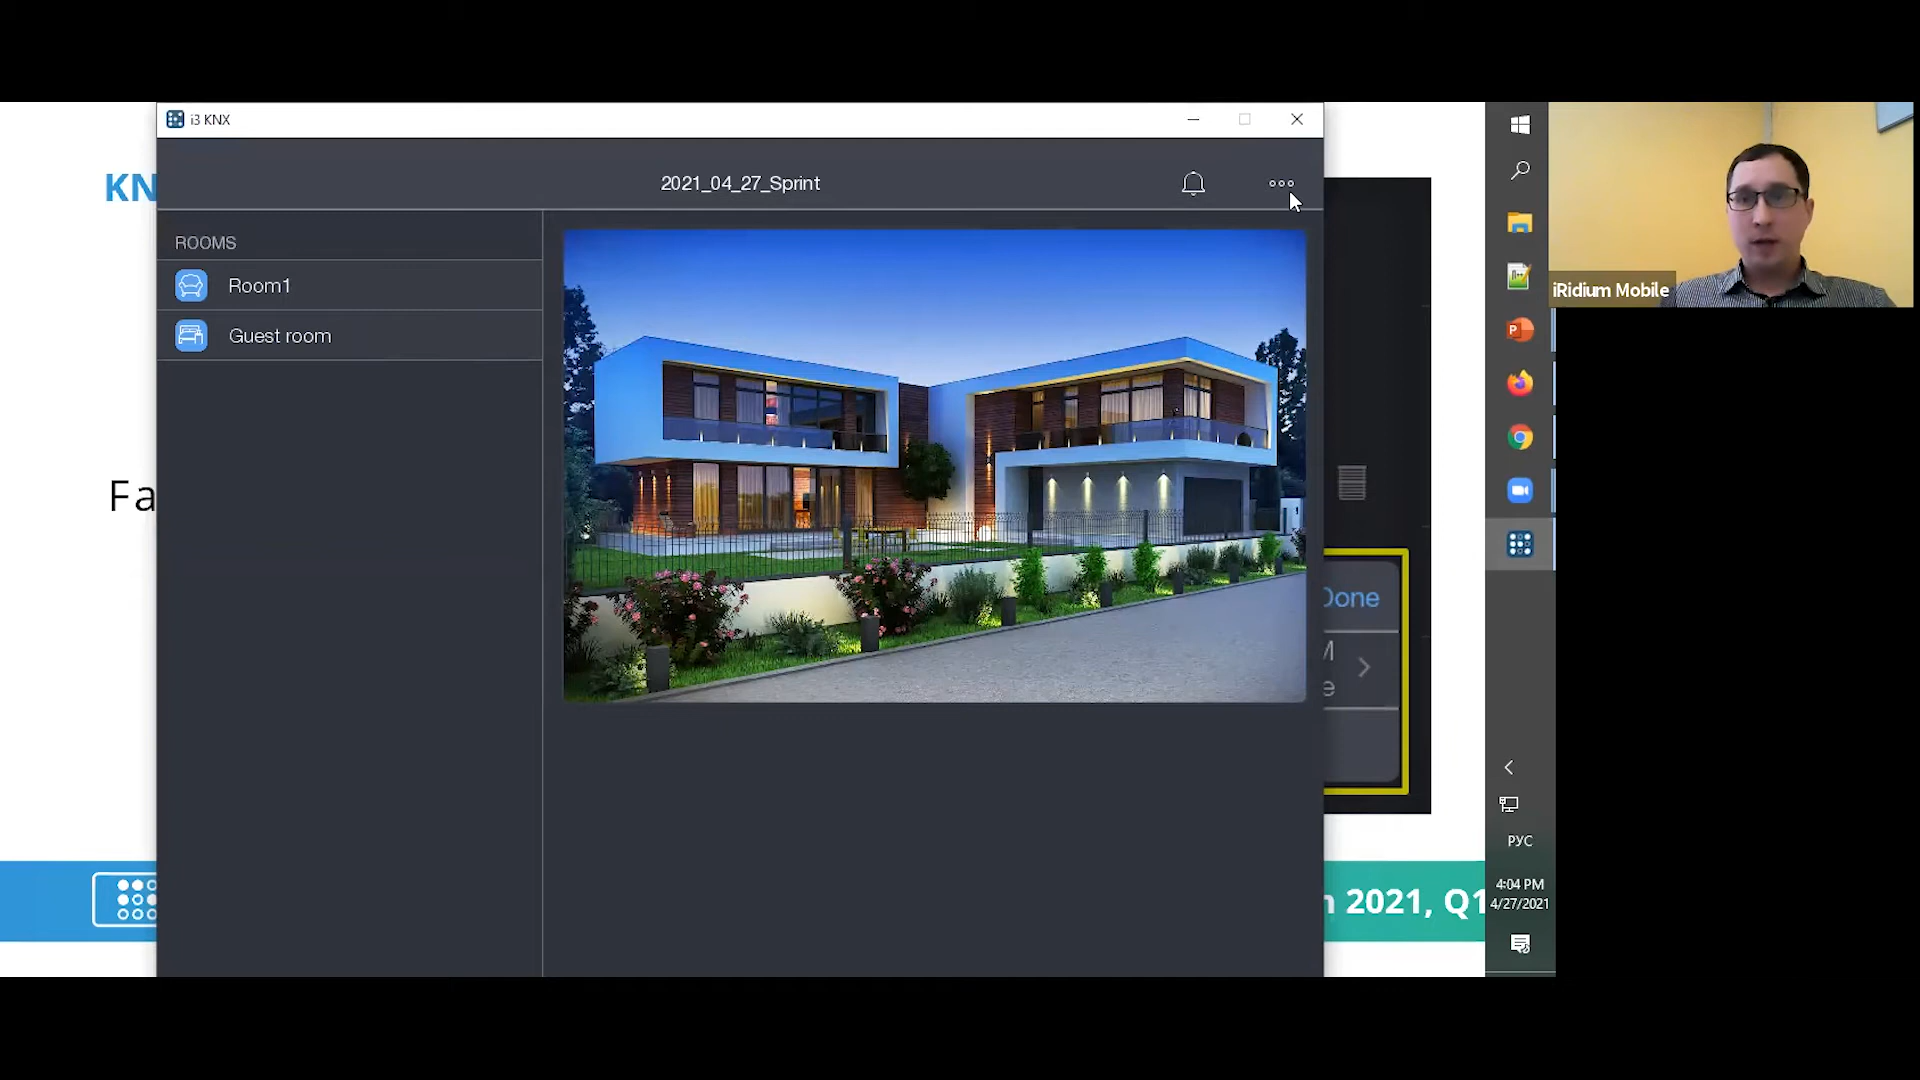 i3 KNX
2021_04_27_Sprint
ROOMS
Room1
Guest room
KN
Fa
Done
2021, Q1
iRidium Mobile
РУС
4:04 PM
4/27/2021